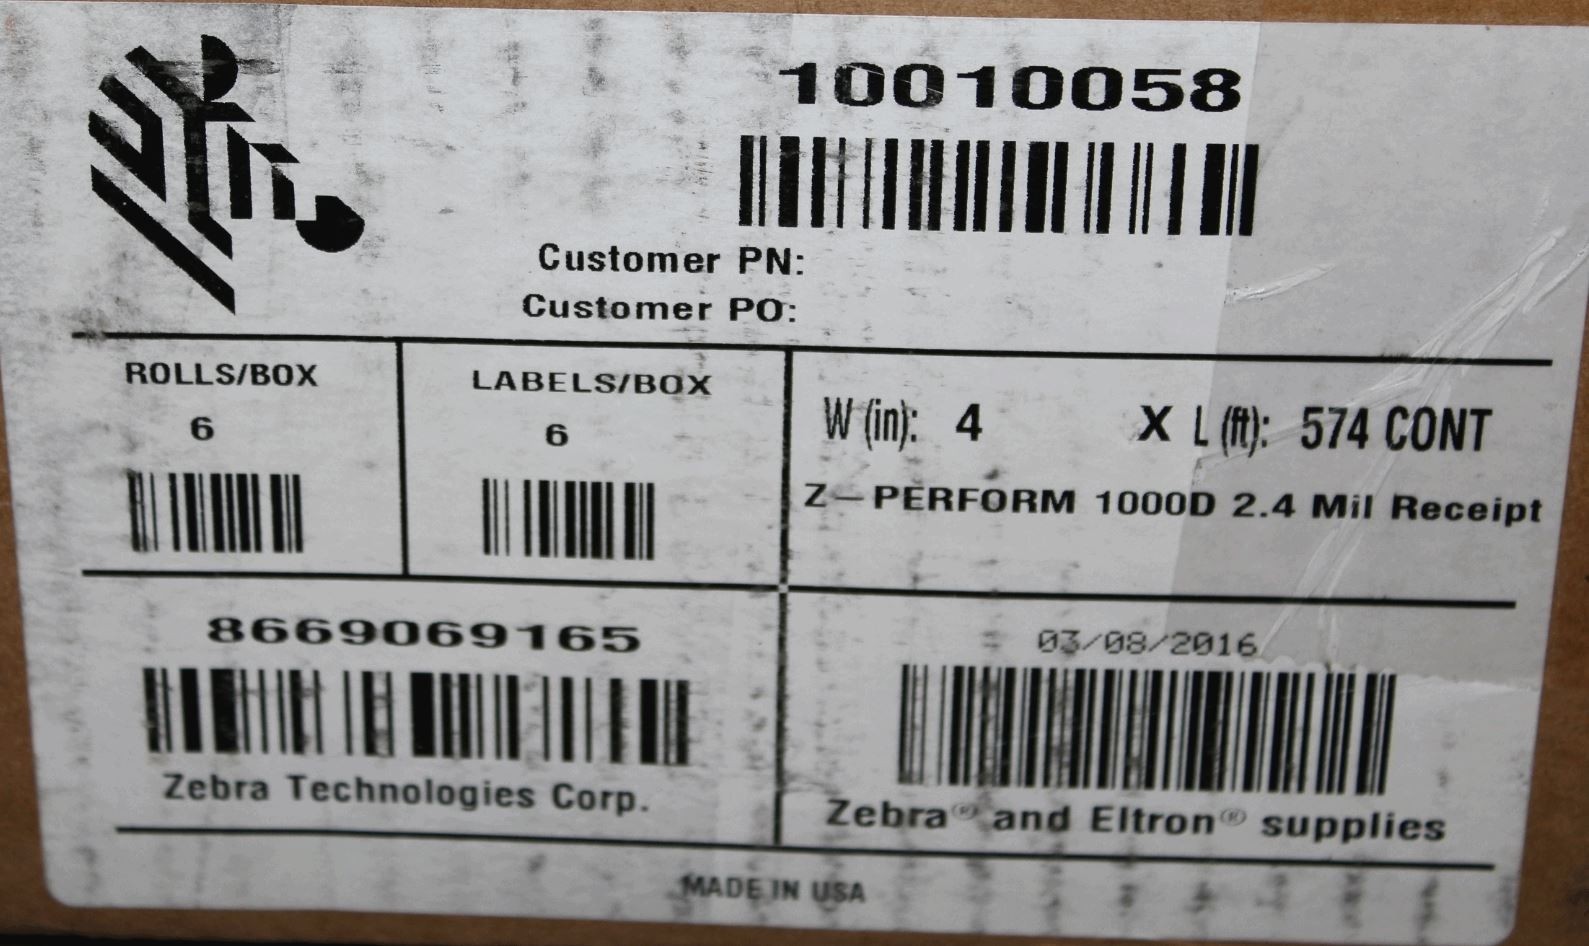 10010058
Customer PN:
Customer PO:
ROLLS/BOX
6
LABELS/BOX
6
W (in): 4 X L (ft): 574 CONT
Z-PERFORM 1000D 2.4 Mil Receipt
8669069165
Zebra Technologies Corp.
03/08/2016
Zebra® and Eltron® supplies
MADE IN USA